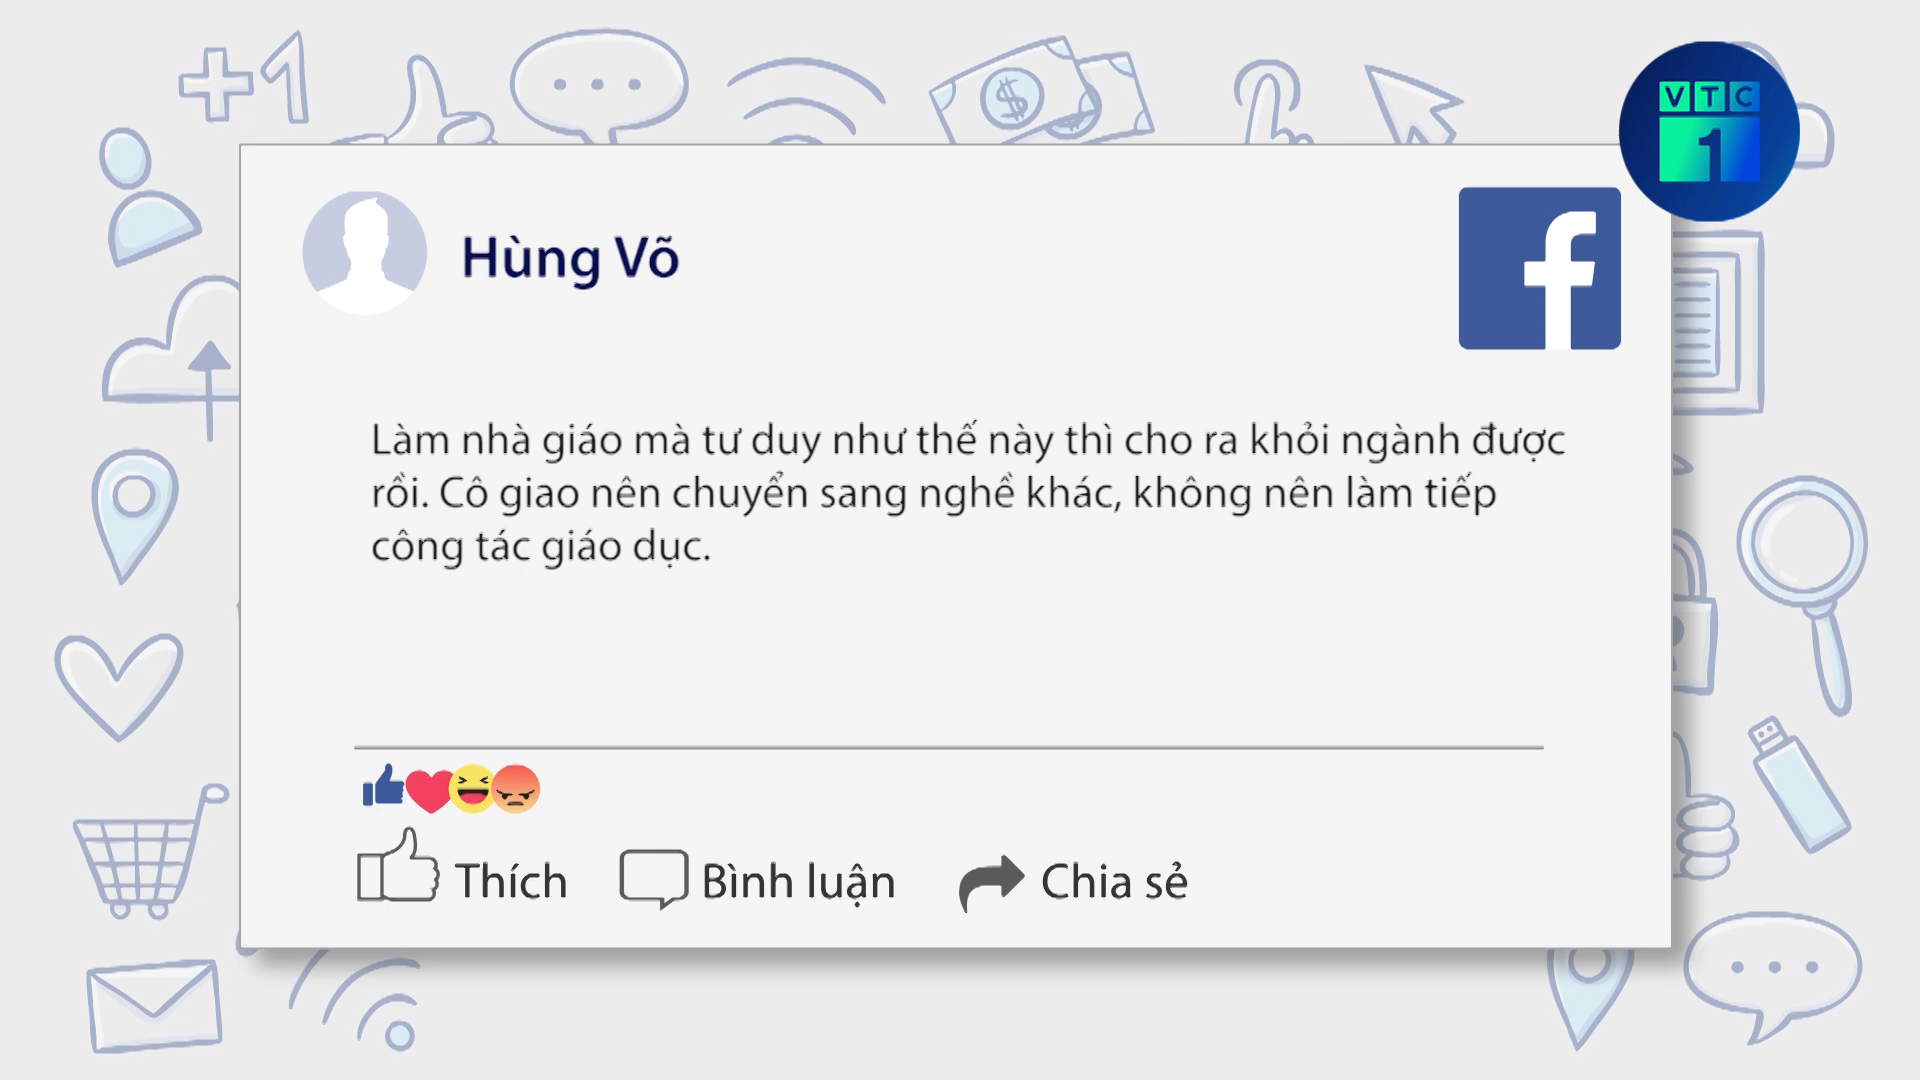 +1
VTC
1
Hùng Võ
f
Làm nhà giáo mà tư duy như thế này thì cho ra khỏi ngành được
rồi. Cô giao nên chuyển sang nghề khác, không nên làm tiếp
công tác giáo dục.
Thích Bình luận Chia sẻ